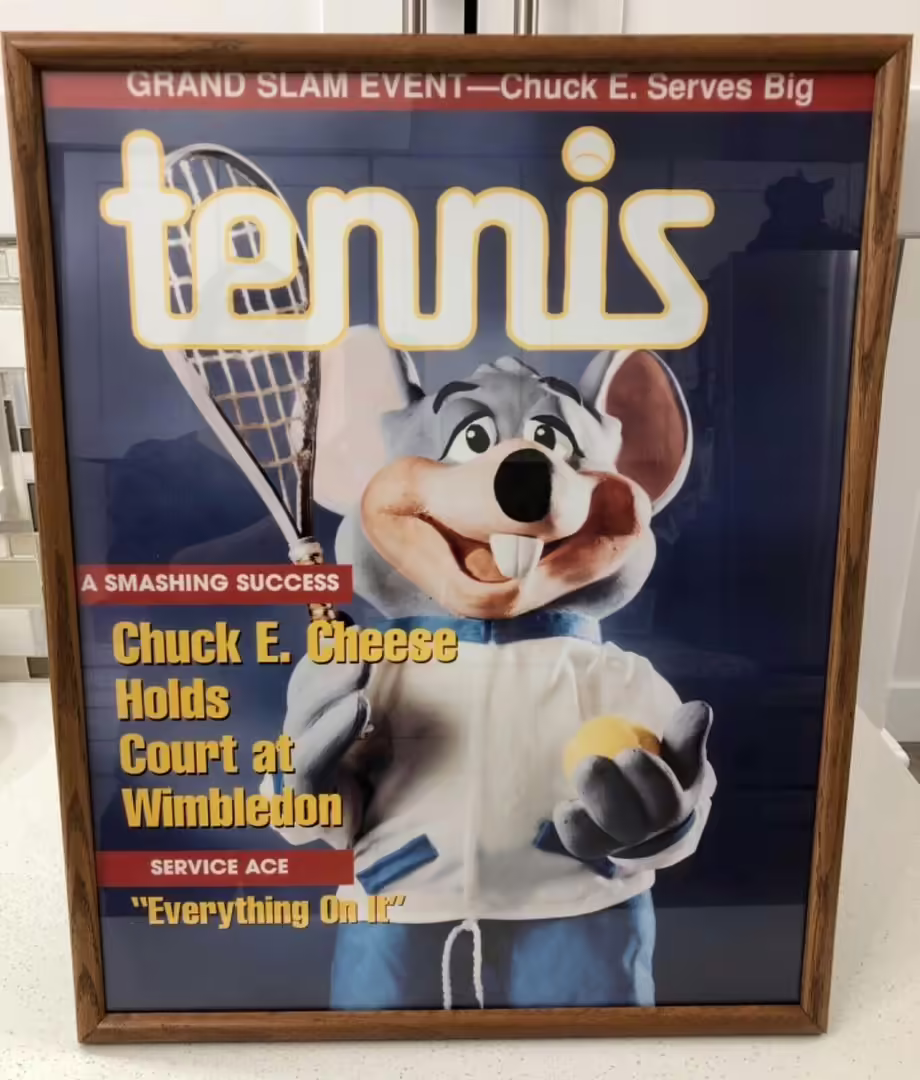 GRAND SLAM EVENT—Chuck E. Serves Big
tennis
A SMASHING SUCCESS
Chuck E. Cheese
Holds
Court at
Wimbledon
SERVICE ACE
“Everything On It”